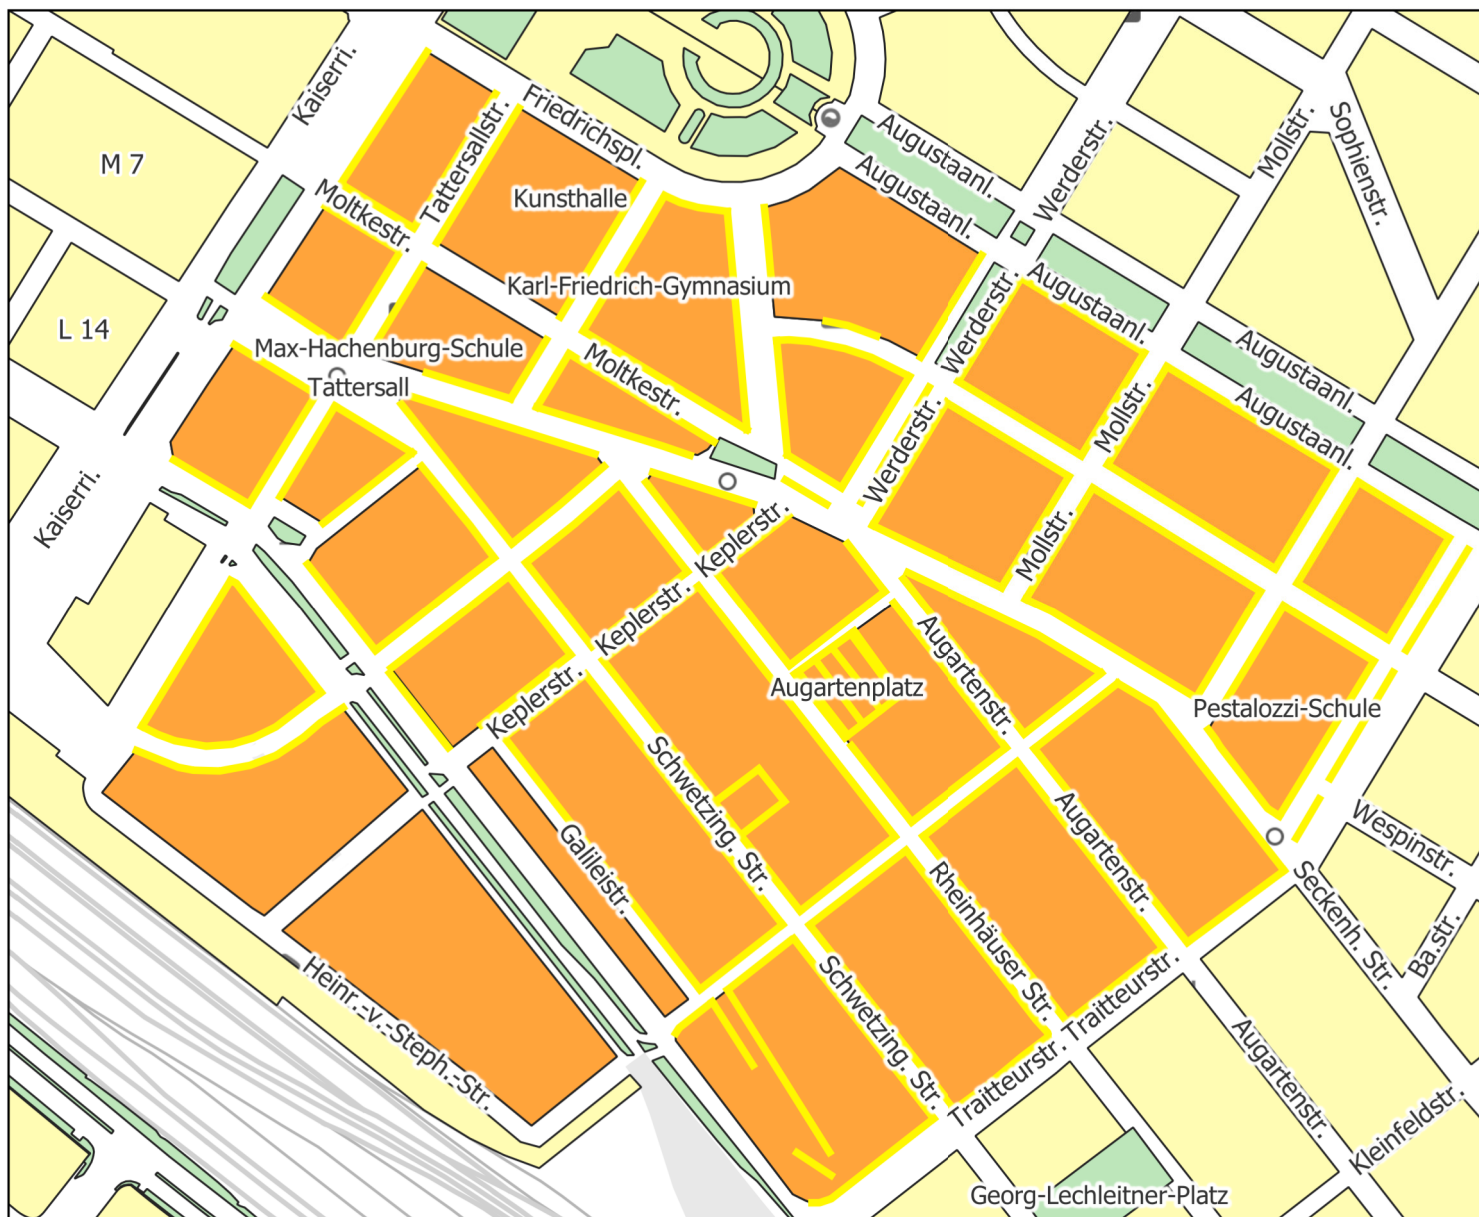 Kaiserri.
M 7
Friedrichspl.
Tattersallstr.
Kunsthalle
Moltkestr.
Augustaanl.
Augustaanl.
Werderstr.
Mollstr.
Sophienstr.
Karl-Friedrich-Gymnasium
L 14
Max-Hachenburg-Schule
Tattersall
Moltkestr.
Werderstr.
Augustaanl.
Augustaanl.
Augustaanl.
Mollstr.
Werderstr.
Kaiserri.
Keplerstr.
Mollstr.
Keplerstr.
Keplerstr.
Augartenplatz
Augartenstr.
Pestalozzi-Schule
Schwetzing. Str.
Galileistr.
Augartenstr.
Wespinstr.
Rheinhäuser Str.
Seckenh. Str.
Ba.str.
Heinr.-v.-Steph.-Str.
Schwetzing. Str.
Traitteurstr.
Traitteurstr.
Augartenstr.
Kleinfeldstr.
Georg-Lechleitner-Platz